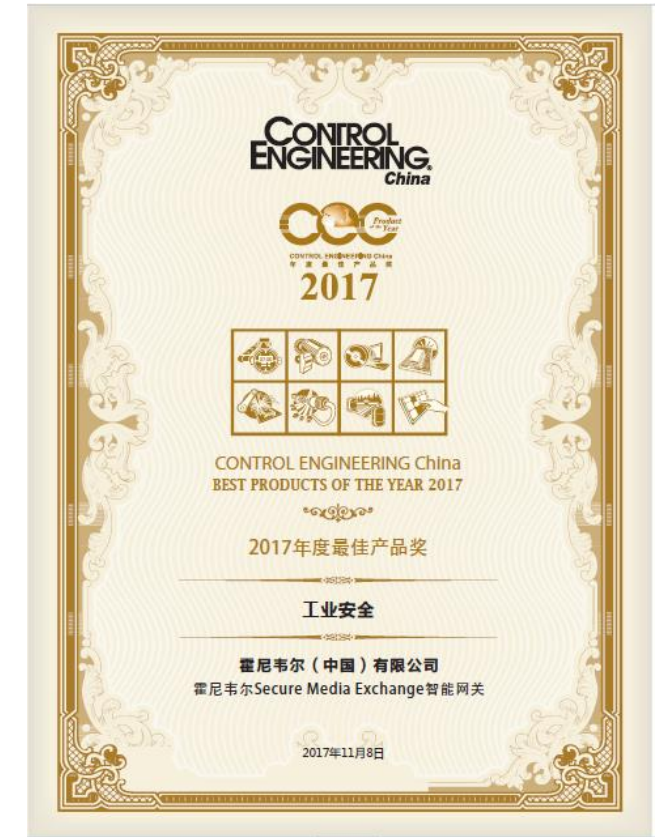 CONTROL
ENGINEERING®
China
CEC Product
of the Year
CONTROL ENGINEERING China
年度最佳产品奖
2017
CONTROL ENGINEERING China
BEST PRODUCTS OF THE YEAR 2017
2017年度最佳产品奖
工业安全
霍尼韦尔（中国）有限公司
霍尼韦尔Secure Media Exchange智能网关
2017年11月8日